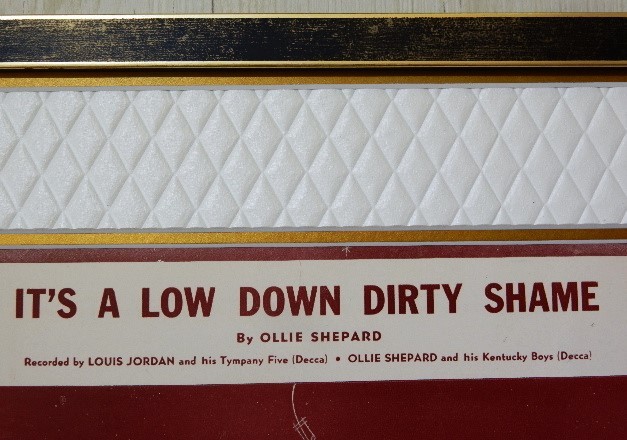 IT'S A LOW DOWN DIRTY SHAME
By OLLIE SHEPARD
Recorded by LOUIS JORDAN and his Tympany Five (Decca) • OLLIE SHEPARD and his Kentucky Boys (Decca)